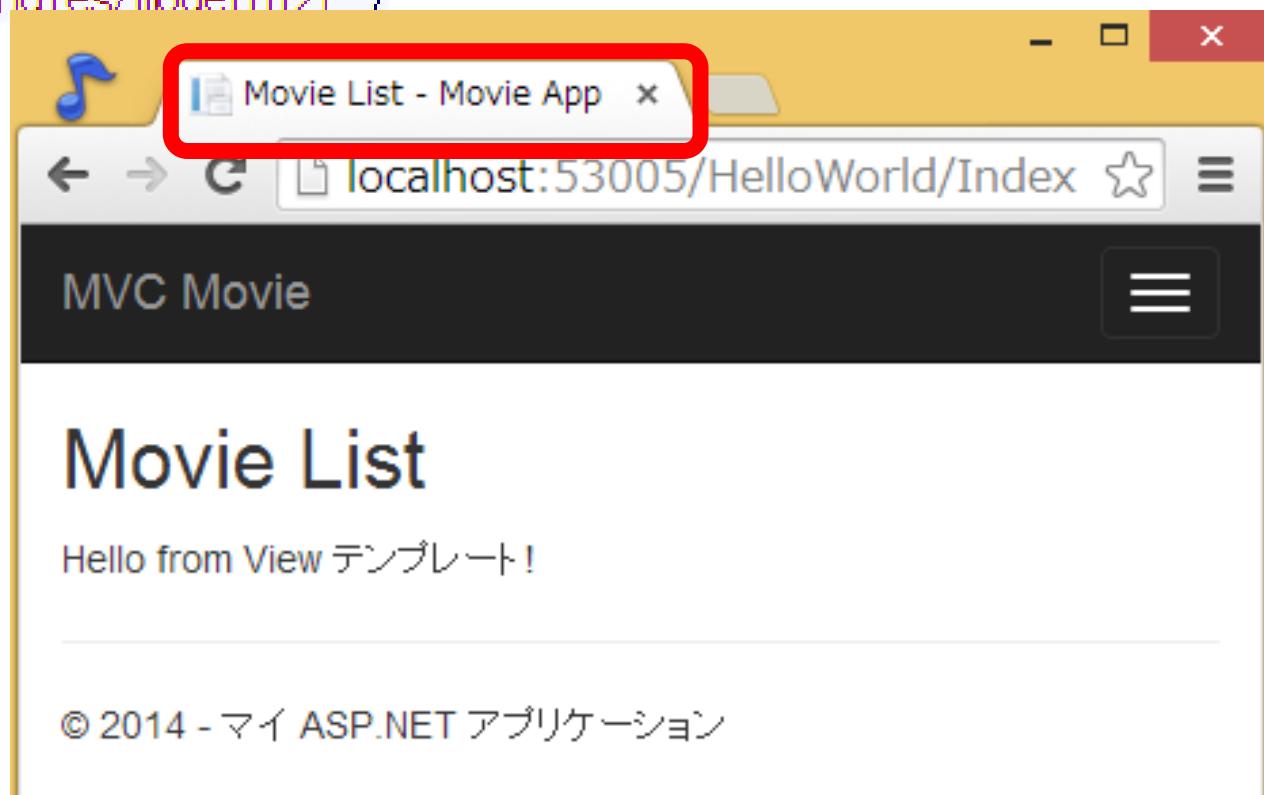 Movie List - Movie App
localhost:53005/HelloWorld/Index
MVC Movie
Movie List
Hello from View テンプレート!
© 2014 - マイ ASP.NET アプリケーション